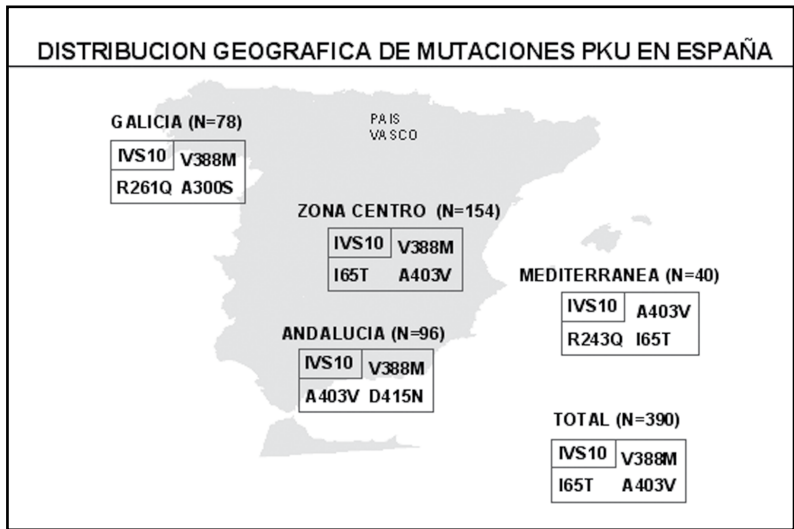 DISTRIBUCION GEOGRAFICA DE MUTACIONES PKU EN ESPAÑA
GALICIA (N=78)
IVS10 V388M
R261Q A300S
PAIS
VASCO
ZONA CENTRO (N=154)
IVS10 V388M
I65T A403V
MEDITERRANEA (N=40)
IVS10 A403V
R243Q I65T
ANDALUCIA (N=96)
IVS10 V388M
A403V D415N
TOTAL (N=390)
IVS10 V388M
I65T A403V